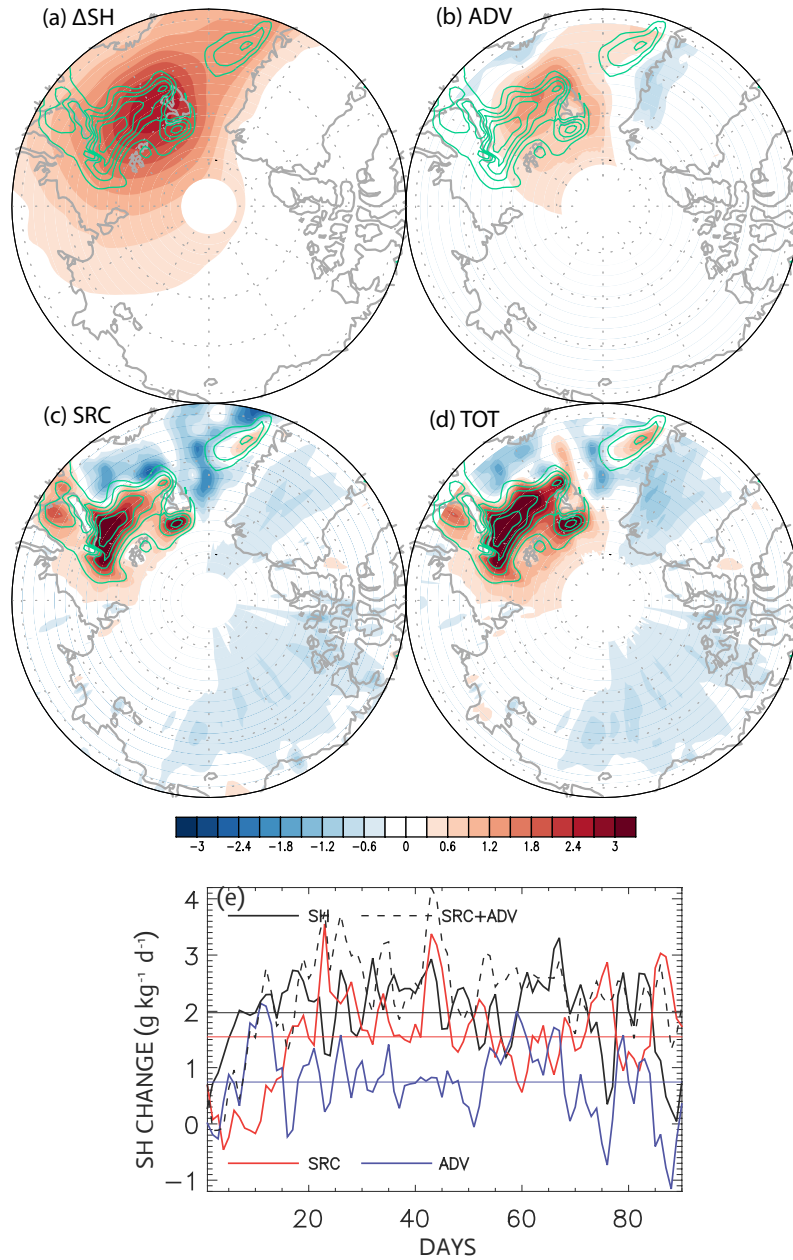 (a) ΔSH
(b) ADV
(c) SRC
(d) TOT
-3 -2.4 -1.8 -1.2 -0.6 0 0.6 1.2 1.8 2.4 3
(e)
SH SRC+ADV
4
3
2
1
0
-1
SH CHANGE (g kg⁻¹ d⁻¹)
SRC ADV
20 40 60 80
DAYS